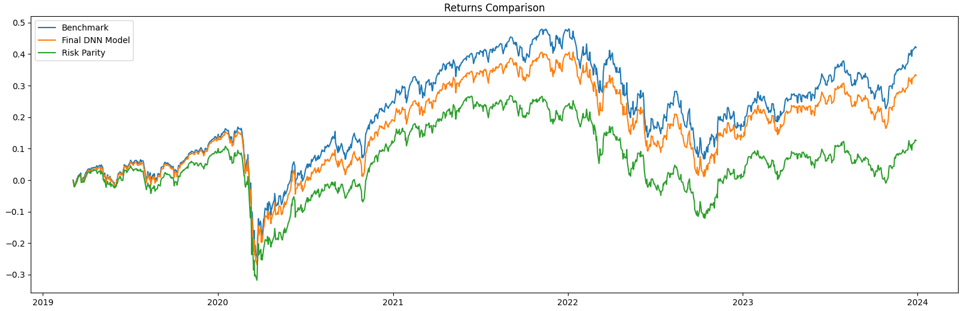 Returns Comparison
Benchmark
Final DNN Model
Risk Parity
0.5
0.4
0.3
0.2
0.1
0.0
−0.1
−0.2
−0.3
2019 2020 2021 2022 2023 2024